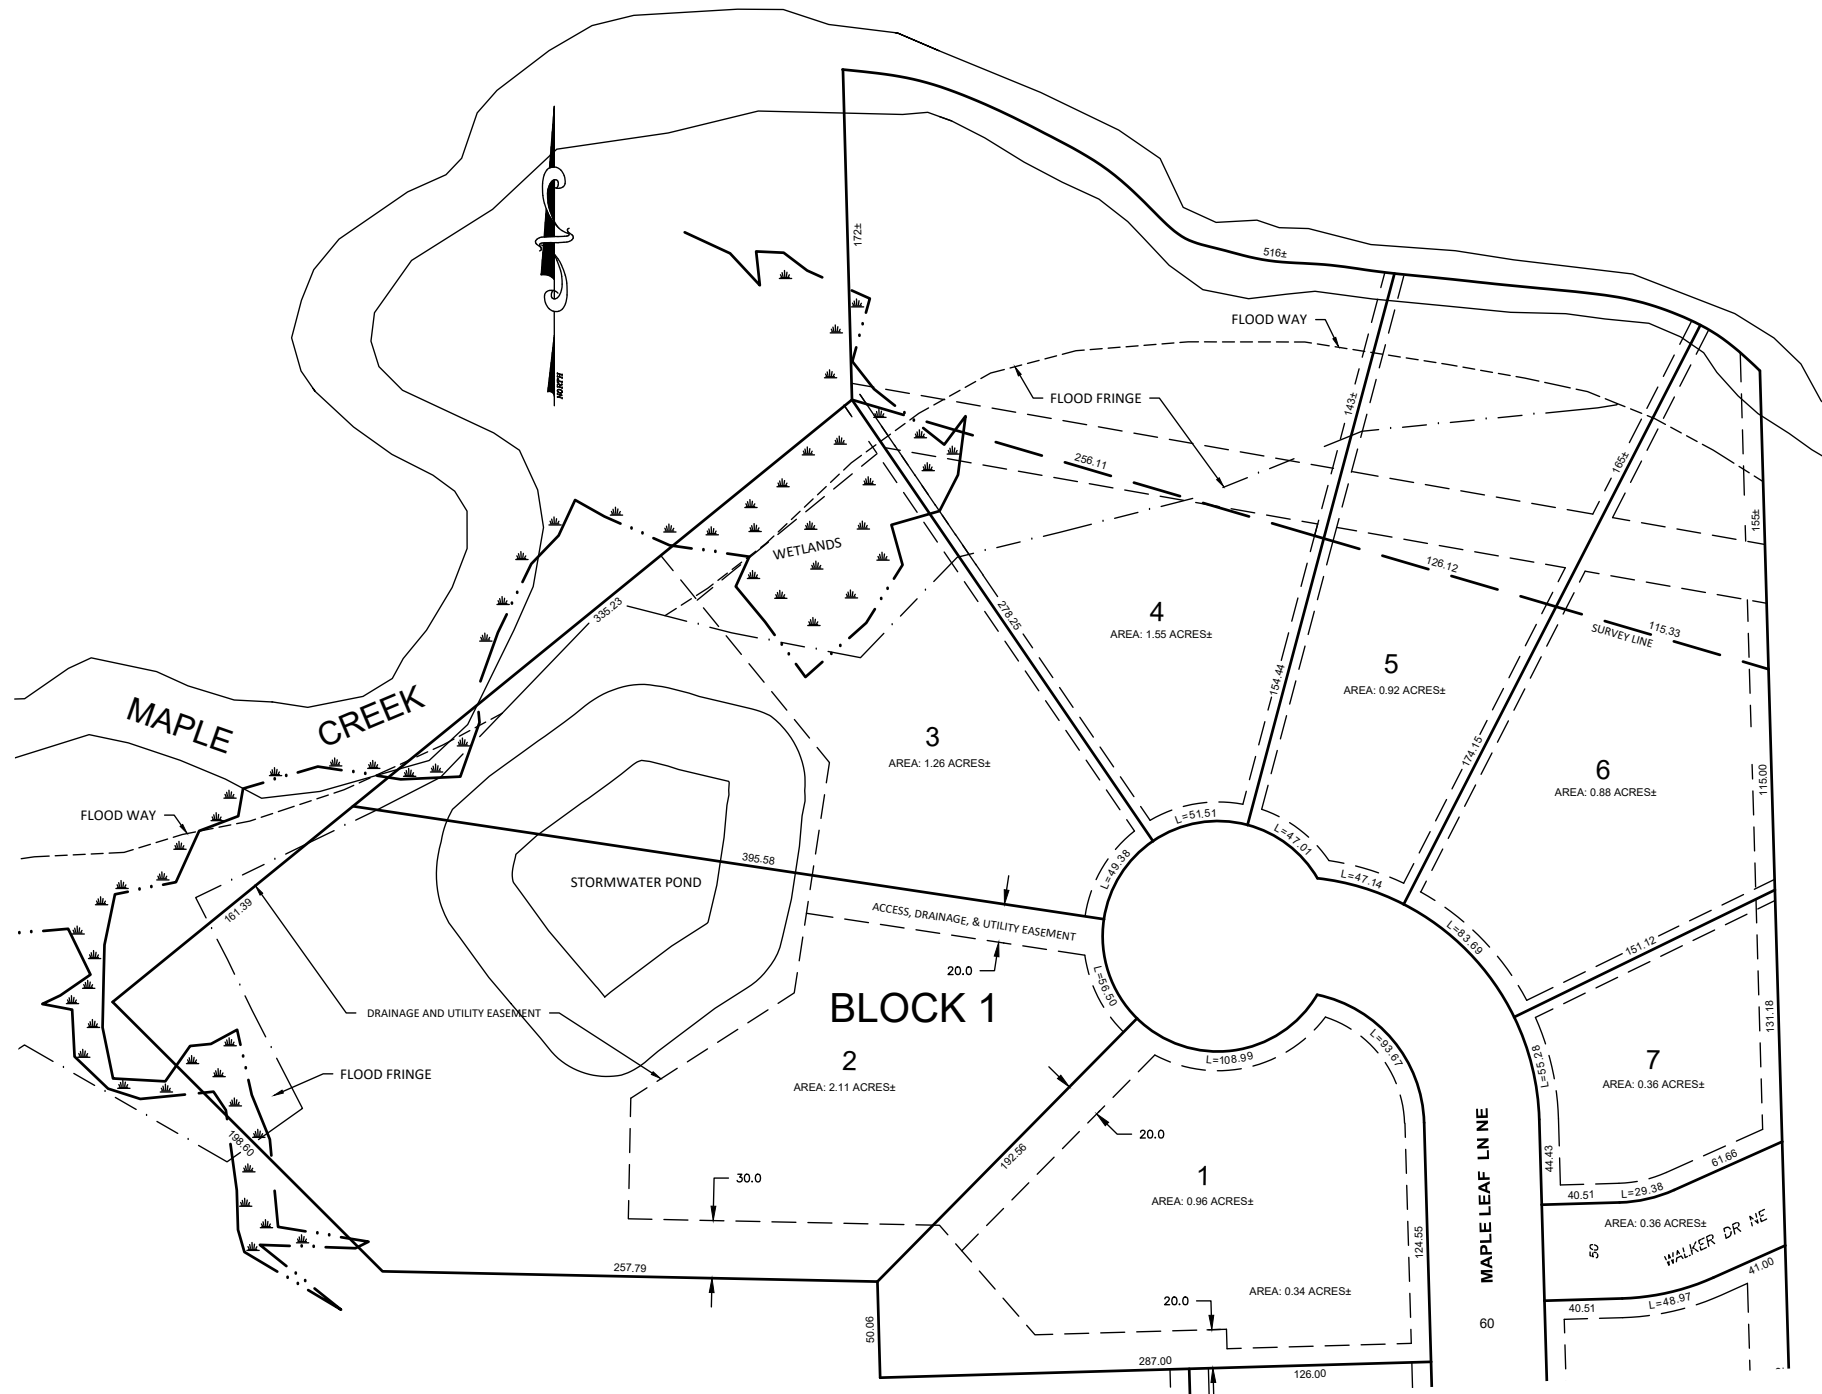 NORTH
172±
516±
FLOOD WAY
FLOOD FRINGE
143±
165±
155±
256.11
126.12
115.33
SURVEY LINE
WETLANDS
335.23
278.25
4
AREA: 1.55 ACRES±
5
AREA: 0.92 ACRES±
154.44
174.15
115.00
MAPLE CREEK
3
AREA: 1.26 ACRES±
6
AREA: 0.88 ACRES±
FLOOD WAY
L=51.51
L=47.01
L=49.38
L=47.14
395.58
STORMWATER POND
161.39
ACCESS, DRAINAGE, & UTILITY EASEMENT
L=83.69
151.12
20.0
L=56.50
BLOCK 1
DRAINAGE AND UTILITY EASEMENT
131.18
L=108.99
L=93.67
L=55.28
2
AREA: 2.11 ACRES±
7
AREA: 0.36 ACRES±
FLOOD FRINGE
198.60
20.0
192.56
44.43
61.66
30.0
1
AREA: 0.96 ACRES±
MAPLE LEAF LN NE
40.51
L=29.38
AREA: 0.36 ACRES±
50
WALKER DR NE
124.55
257.79
41.00
AREA: 0.34 ACRES±
20.0
40.51
L=48.97
50.06
60
287.00
126.00